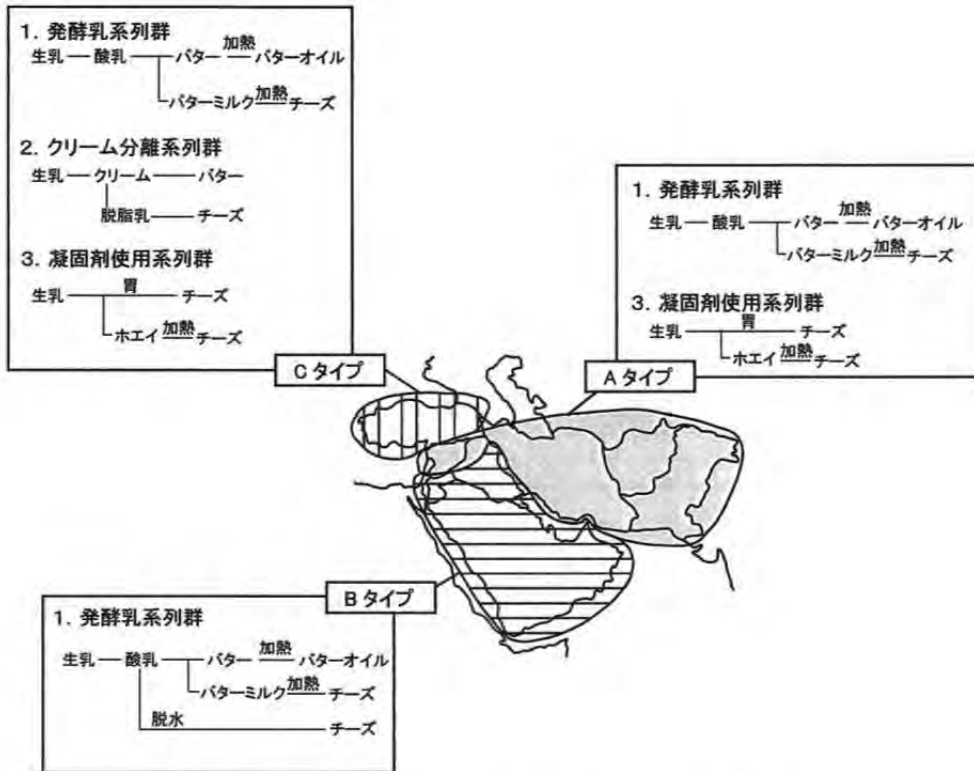 1. 発酵乳系列群
加熱
生乳 酸乳 バター バターオイル
加熱
バターミルク チーズ
2. クリーム分離系列群
生乳 クリーム バター
脱脂乳 チーズ
3. 凝固剤使用系列群
胃
生乳 チーズ
加熱
ホエイ チーズ
C タイプ
1. 発酵乳系列群
加熱
生乳 酸乳 バター バターオイル
加熱
バターミルク チーズ
3. 凝固剤使用系列群
胃
生乳 チーズ
加熱
ホエイ チーズ
A タイプ
B タイプ
1. 発酵乳系列群
加熱
生乳 酸乳 バター バターオイル
加熱
バターミルク チーズ
脱水
チーズ